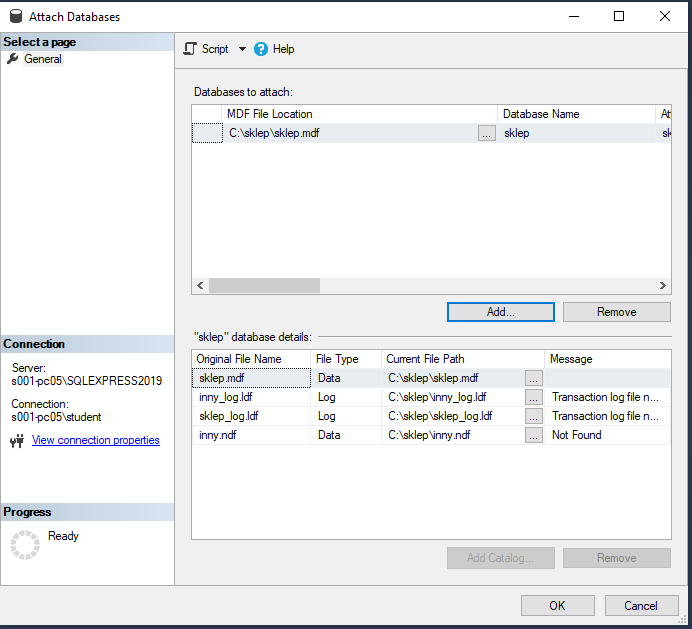 Attach Databases
Select a page
General
Script
Help
Databases to attach:
MDF File Location Database Name At
C:\sklep\sklep.mdf ... sklep sk
Add... Remove
Connection
Server:
s001-pc05\SQLEXPRESS2019
Connection:
s001-pc05\student
View connection properties
Progress
Ready
"sklep" database details:
Original File Name File Type Current File Path Message
sklep.mdf Data C:\sklep\sklep.mdf ...
inny_log.ldf Log C:\sklep\inny_log.ldf ... Transaction log file n...
sklep_log.ldf Log C:\sklep\sklep_log.ldf ... Transaction log file n...
inny.ndf Data C:\sklep\inny.ndf ... Not Found
Add Catalog... Remove
OK Cancel